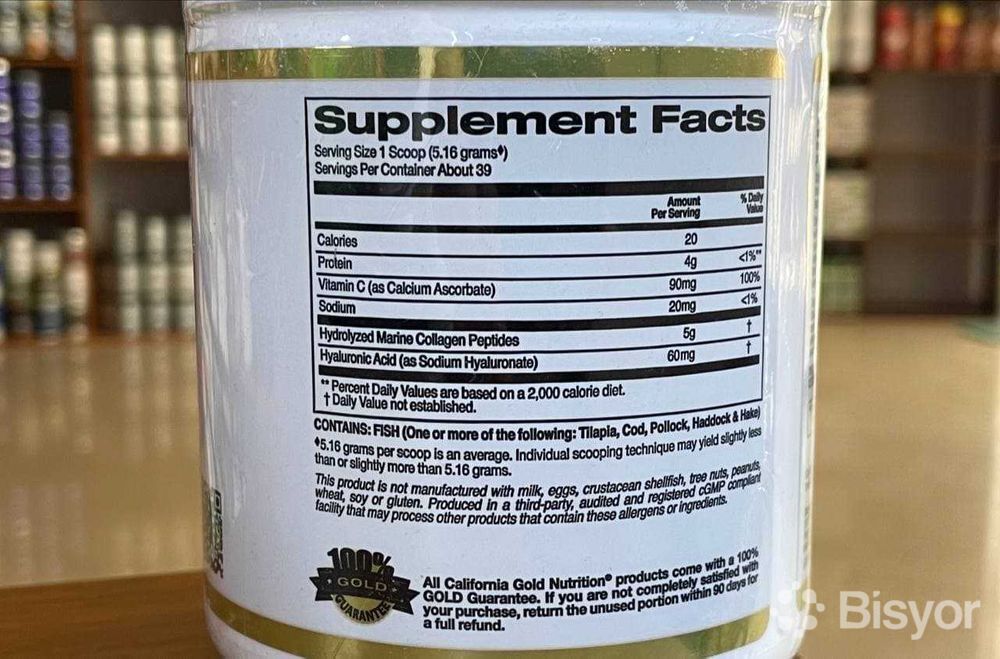 Supplement Facts
Serving Size 1 Scoop (5.16 grams♦)
Servings Per Container About 39
Amount Per Serving % Daily Value
Calories 20
Protein 4g <1%**
Vitamin C (as Calcium Ascorbate) 90mg 100%
Sodium 20mg <1%
Hydrolyzed Marine Collagen Peptides 5g †
Hyaluronic Acid (as Sodium Hyaluronate) 60mg †
** Percent Daily Values are based on a 2,000 calorie diet.
† Daily Value not established.
CONTAINS: FISH (One or more of the following: Tilapia, Cod, Pollock, Haddock & Hake)
♦5.16 grams per scoop is an average. Individual scooping technique may yield slightly less
than or slightly more than 5.16 grams.
This product is not manufactured with milk, eggs, crustacean shellfish, tree nuts, peanuts,
wheat, soy or gluten. Produced in a third-party, audited and registered cGMP compliant
facility that may process other products that contain these allergens or ingredients.
100%
GOLD
GUARANTEE
All California Gold Nutrition® products come with a 100%
GOLD Guarantee. If you are not completely satisfied with
your purchase, return the unused portion within 90 days for
a full refund.
Bisyor